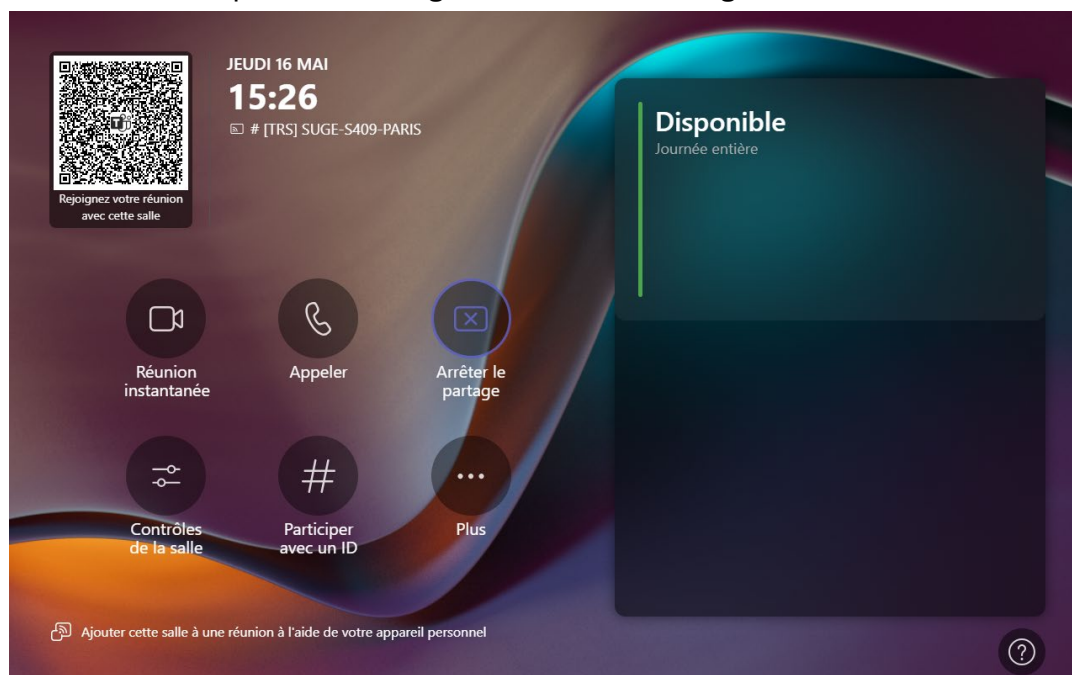 JEUDI 16 MAI
15:26
# [TRS] SUGE-S409-PARIS
Rejoignez votre réunion
avec cette salle
Disponible
Journée entière
Réunion
instantanée
Appeler
Arrêter le
partage
Contrôles
de la salle
Participer
avec un ID
Plus
Ajouter cette salle à une réunion à l'aide de votre appareil personnel